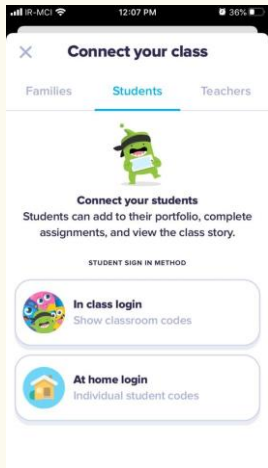 IR-MCI 12:07 PM 36%
Connect your class
Families Students Teachers
Connect your students
Students can add to their portfolio, complete
assignments, and view the class story.
STUDENT SIGN IN METHOD
In class login
Show classroom codes
At home login
Individual student codes